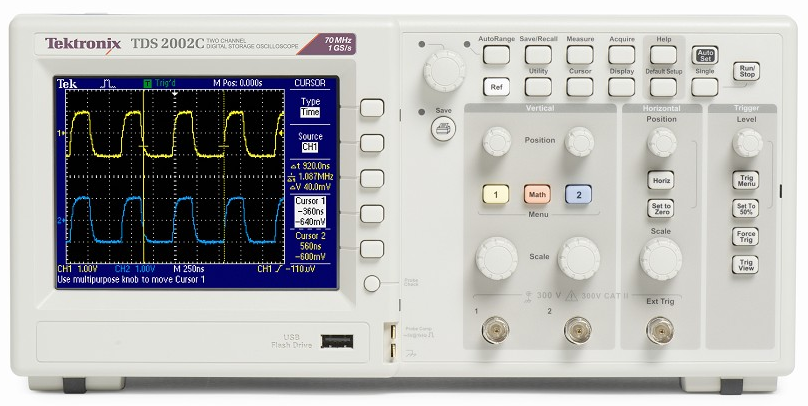 Tektronix TDS 2002C TWO CHANNEL
DIGITAL STORAGE OSCILLOSCOPE
70 MHz
1 GS/s
Tek T Trig'd M Pos: 0.000s CURSOR
Type
Time
Source
CH1
Δt 920.0ns
1.087MHz
ΔV 40.0mV
Cursor 1
-360ns
-640mV
Cursor 2
560ns
-600mV
1
2
CH1 1.00V CH2 1.00V M 250ns CH1 -110µV
Use multipurpose knob to move Cursor 1
USB
Flash Drive
AutoRange Save/Recall Measure Acquire Help
Auto
Set
Ref
Utility Cursor Display Default Setup Single
Run/
Stop
Save
Vertical
Position
1 Math 2
Menu
Scale
Horizontal
Position
Horiz
Set to
Zero
Scale
Trigger
Level
Trig
Menu
Set To
50%
Force
Trig
Trig
View
Probe
Check
300 V 300V CAT II
1 2 Ext Trig
Probe Comp